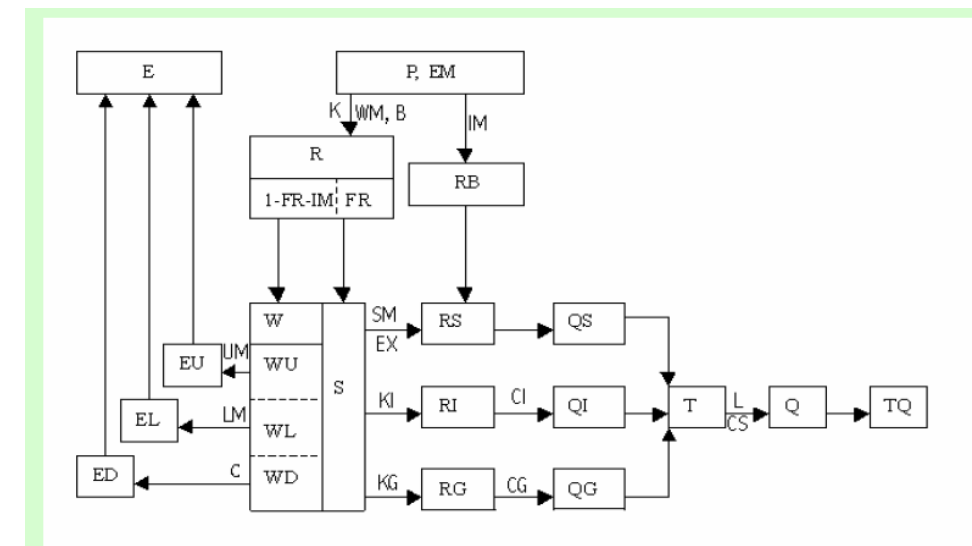 E
P, EM
K
WM, B
IM
R
RB
1-FR-IM
FR
W
SM
RS
QS
EX
UM
EU
WU
S
KI
RI
CI
QI
T
L
CS
Q
TQ
EL
LM
WL
ED
C
WD
KG
RG
CG
QG